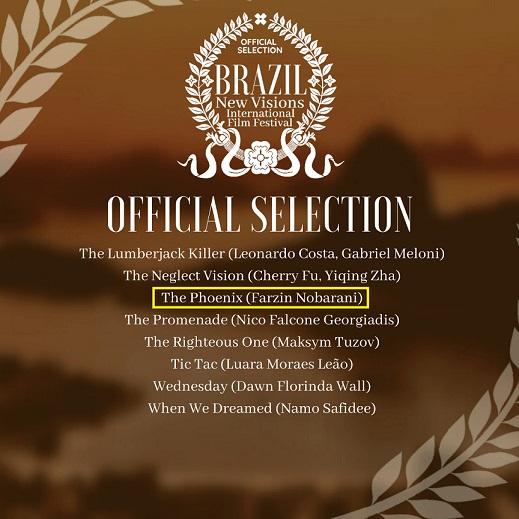 OFFICIAL
SELECTION
BRAZIL
New Visions
International
Film Festival
OFFICIAL SELECTION
The Lumberjack Killer (Leonardo Costa, Gabriel Meloni)
The Neglect Vision (Cherry Fu, Yiqing Zha)
The Phoenix (Farzin Nobarani)
The Promenade (Nico Falcone Georgiadis)
The Righteous One (Maksym Tuzov)
Tic Tac (Luara Moraes Leão)
Wednesday (Dawn Florinda Wall)
When We Dreamed (Namo Safidee)